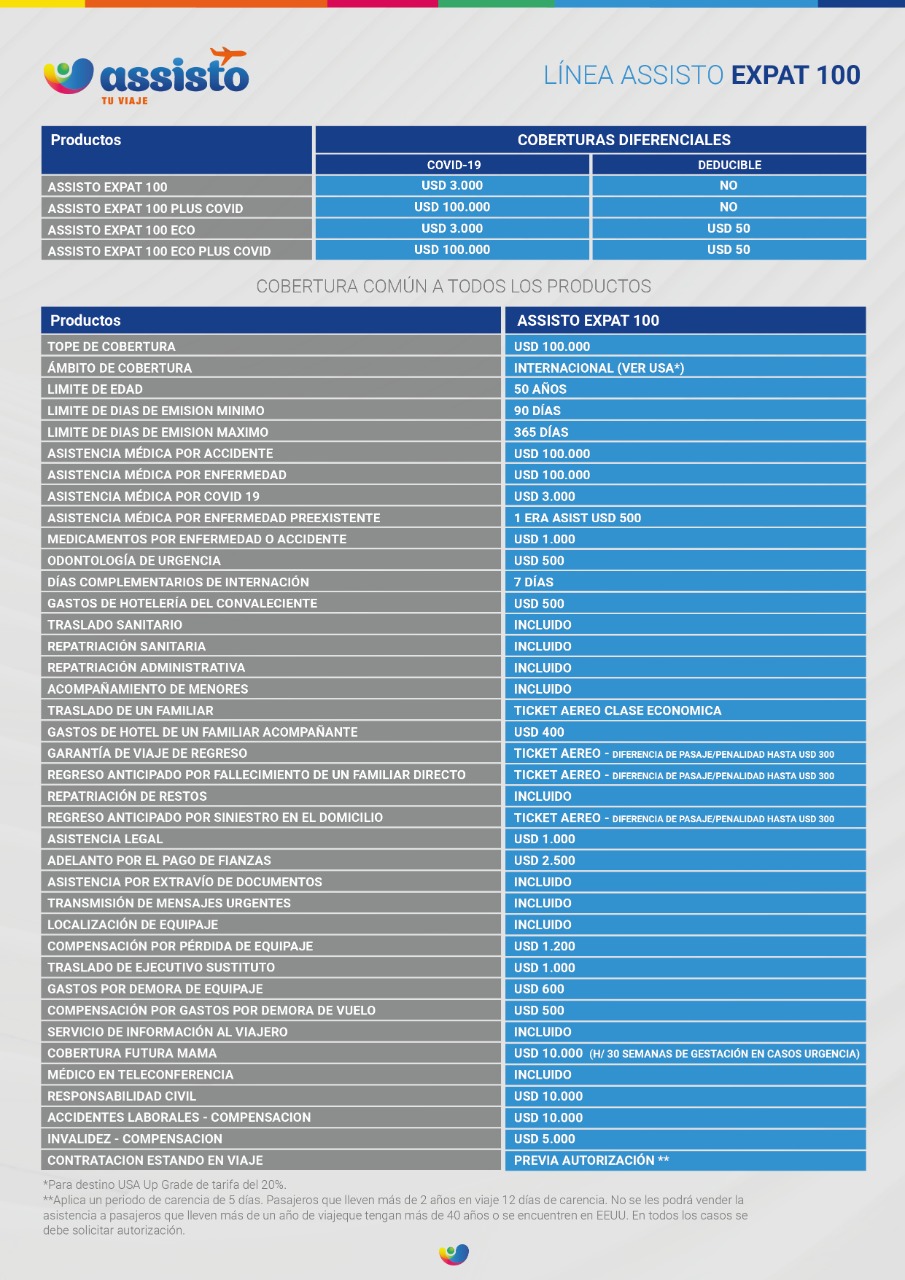 assisto
TU VIAJE
LÍNEA ASSISTO EXPAT 100
Productos COBERTURAS DIFERENCIALES
COVID-19 DEDUCIBLE
ASSISTO EXPAT 100 USD 3.000 NO
ASSISTO EXPAT 100 PLUS COVID USD 100.000 NO
ASSISTO EXPAT 100 ECO USD 3.000 USD 50
ASSISTO EXPAT 100 ECO PLUS COVID USD 100.000 USD 50
COBERTURA COMÚN A TODOS LOS PRODUCTOS
Productos ASSISTO EXPAT 100
TOPE DE COBERTURA USD 100.000
ÁMBITO DE COBERTURA INTERNACIONAL (VER USA*)
LIMITE DE EDAD 50 AÑOS
LIMITE DE DIAS DE EMISION MINIMO 90 DÍAS
LIMITE DE DIAS DE EMISION MAXIMO 365 DÍAS
ASISTENCIA MÉDICA POR ACCIDENTE USD 100.000
ASISTENCIA MÉDICA POR ENFERMEDAD USD 100.000
ASISTENCIA MÉDICA POR COVID 19 USD 3.000
ASISTENCIA MÉDICA POR ENFERMEDAD PREEXISTENTE 1 ERA ASIST USD 500
MEDICAMENTOS POR ENFERMEDAD O ACCIDENTE USD 1.000
ODONTOLOGÍA DE URGENCIA USD 500
DÍAS COMPLEMENTARIOS DE INTERNACIÓN 7 DÍAS
GASTOS DE HOTELERÍA DEL CONVALECIENTE USD 500
TRASLADO SANITARIO INCLUIDO
REPATRIACIÓN SANITARIA INCLUIDO
REPATRIACIÓN ADMINISTRATIVA INCLUIDO
ACOMPAÑAMIENTO DE MENORES INCLUIDO
TRASLADO DE UN FAMILIAR TICKET AEREO CLASE ECONOMICA
GASTOS DE HOTEL DE UN FAMILIAR ACOMPAÑANTE USD 400
GARANTÍA DE VIAJE DE REGRESO TICKET AEREO - DIFERENCIA DE PASAJE/PENALIDAD HASTA USD 300
REGRESO ANTICIPADO POR FALLECIMIENTO DE UN FAMILIAR DIRECTO TICKET AEREO - DIFERENCIA DE PASAJE/PENALIDAD HASTA USD 300
REPATRIACIÓN DE RESTOS INCLUIDO
REGRESO ANTICIPADO POR SINIESTRO EN EL DOMICILIO TICKET AEREO - DIFERENCIA DE PASAJE/PENALIDAD HASTA USD 300
ASISTENCIA LEGAL USD 1.000
ADELANTO POR EL PAGO DE FIANZAS USD 2.500
ASISTENCIA POR EXTRAVÍO DE DOCUMENTOS INCLUIDO
TRANSMISIÓN DE MENSAJES URGENTES INCLUIDO
LOCALIZACIÓN DE EQUIPAJE INCLUIDO
COMPENSACIÓN POR PÉRDIDA DE EQUIPAJE USD 1.200
TRASLADO DE EJECUTIVO SUSTITUTO USD 1.000
GASTOS POR DEMORA DE EQUIPAJE USD 600
COMPENSACIÓN POR GASTOS POR DEMORA DE VUELO USD 500
SERVICIO DE INFORMACIÓN AL VIAJERO INCLUIDO
COBERTURA FUTURA MAMA USD 10.000 (H/ 30 SEMANAS DE GESTACIÓN EN CASOS URGENCIA)
MÉDICO EN TELECONFERENCIA INCLUIDO
RESPONSABILIDAD CIVIL USD 10.000
ACCIDENTES LABORALES - COMPENSACION USD 10.000
INVALIDEZ - COMPENSACION USD 5.000
CONTRATACION ESTANDO EN VIAJE PREVIA AUTORIZACIÓN **
*Para destino USA Up Grade de tarifa del 20%.
**Aplica un periodo de carencia de 5 días. Pasajeros que lleven más de 2 años en viaje 12 días de carencia. No se les podrá vender la
asistencia a pasajeros que lleven más de un año de viajeque tengan más de 40 años o se encuentren en EEUU. En todos los casos se
debe solicitar autorización.